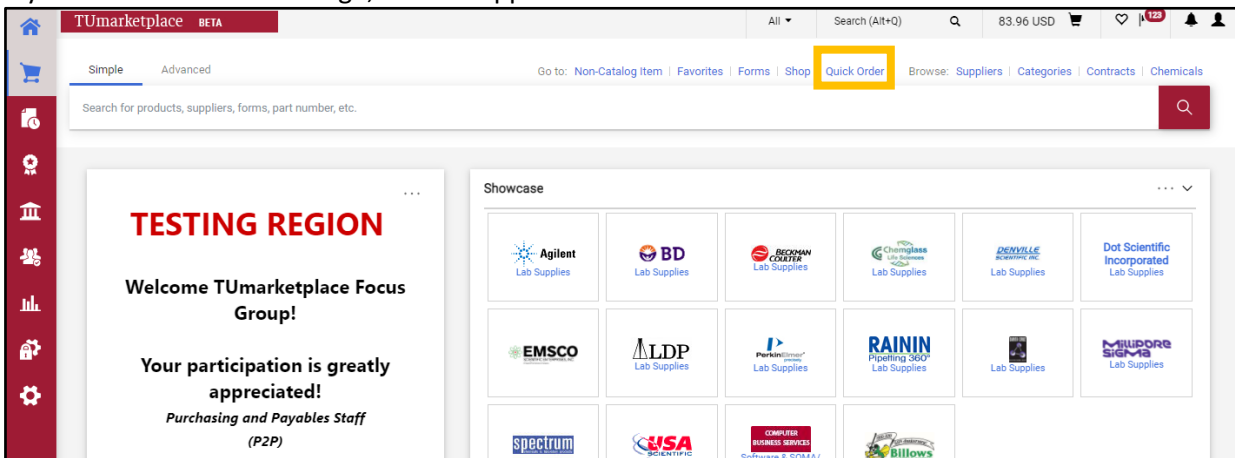 TUmarketplace BETA
All Search (Alt+Q) 83.96 USD 123
Simple Advanced Go to: Non-Catalog Item | Favorites | Forms | Shop Quick Order Browse: Suppliers | Categories | Contracts | Chemicals
Search for products, suppliers, forms, part number, etc.
...
TESTING REGION
Welcome TUmarketplace Focus
Group!
Your participation is greatly
appreciated!
Purchasing and Payables Staff
(P2P)
Showcase ...
Agilent
Lab Supplies
BD
Lab Supplies
BECKMAN
COULTER
Lab Supplies
Chemglass
Life Sciences
Lab Supplies
DENVILLE
SCIENTIFIC INC.
Lab Supplies
Dot Scientific
Incorporated
Lab Supplies
EMSCO
LDP
Lab Supplies
PerkinElmer
precisely
Lab Supplies
RAININ
Pipetting 360°
Lab Supplies
Lab Supplies
Millipore
Sigma
Lab Supplies
spectrum
USA
SCIENTIFIC
COMPUTER
BUSINESS SERVICES
Billows